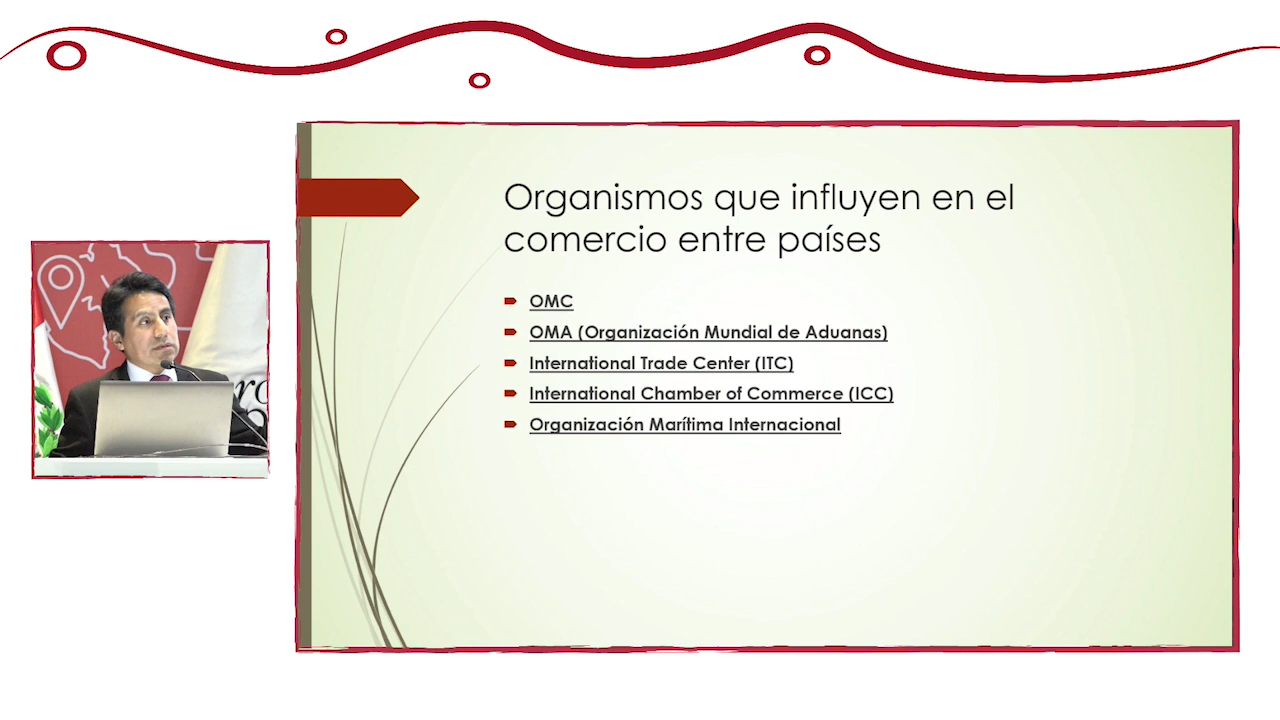 Organismos que influyen en el
comercio entre países
OMC
OMA (Organización Mundial de Aduanas)
International Trade Center (ITC)
International Chamber of Commerce (ICC)
Organización Marítima Internacional